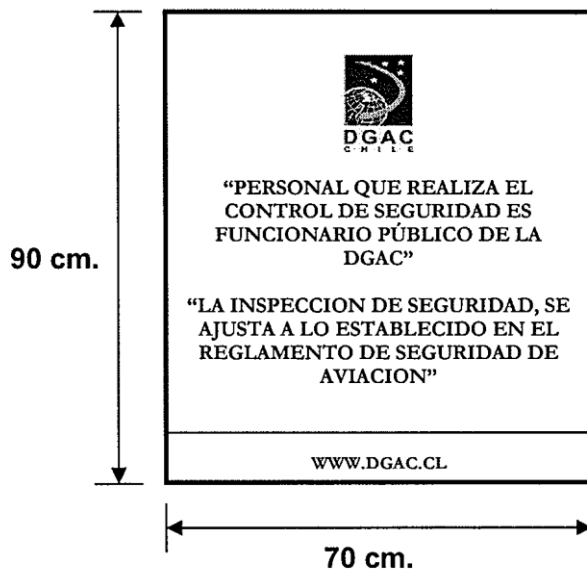 DGAC
CHILE
“PERSONAL QUE REALIZA EL
CONTROL DE SEGURIDAD ES
FUNCIONARIO PÚBLICO DE LA
DGAC”
90 cm.
“LA INSPECCION DE SEGURIDAD, SE
AJUSTA A LO ESTABLECIDO EN EL
REGLAMENTO DE SEGURIDAD DE
AVIACION”
WWW.DGAC.CL
70 cm.